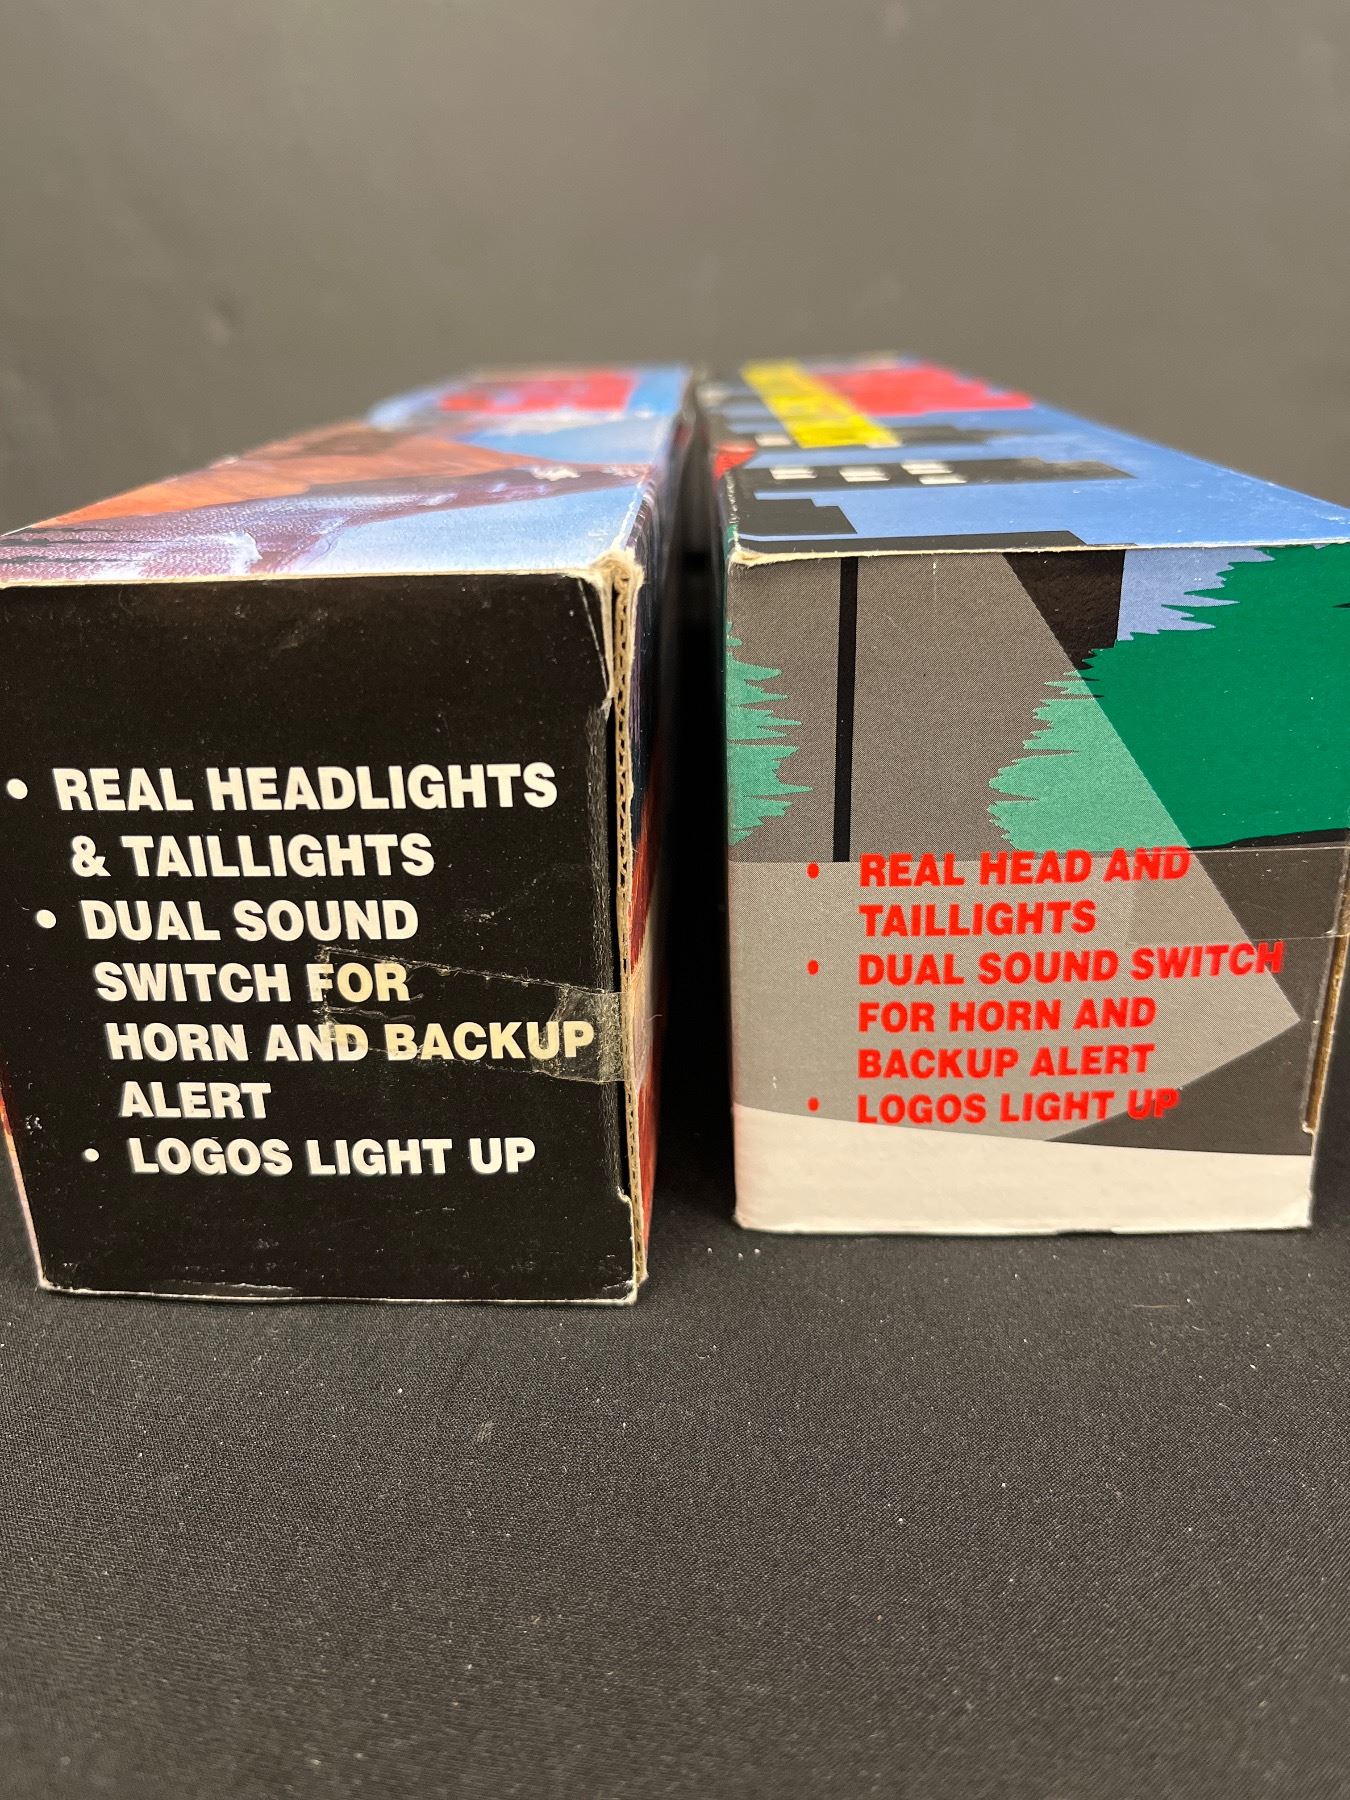 • REAL HEADLIGHTS
& TAILLIGHTS
• DUAL SOUND
SWITCH FOR
HORN AND BACKUP
ALERT
• LOGOS LIGHT UP
• REAL HEAD AND
TAILLIGHTS
• DUAL SOUND SWITCH
FOR HORN AND
BACKUP ALERT
• LOGOS LIGHT UP